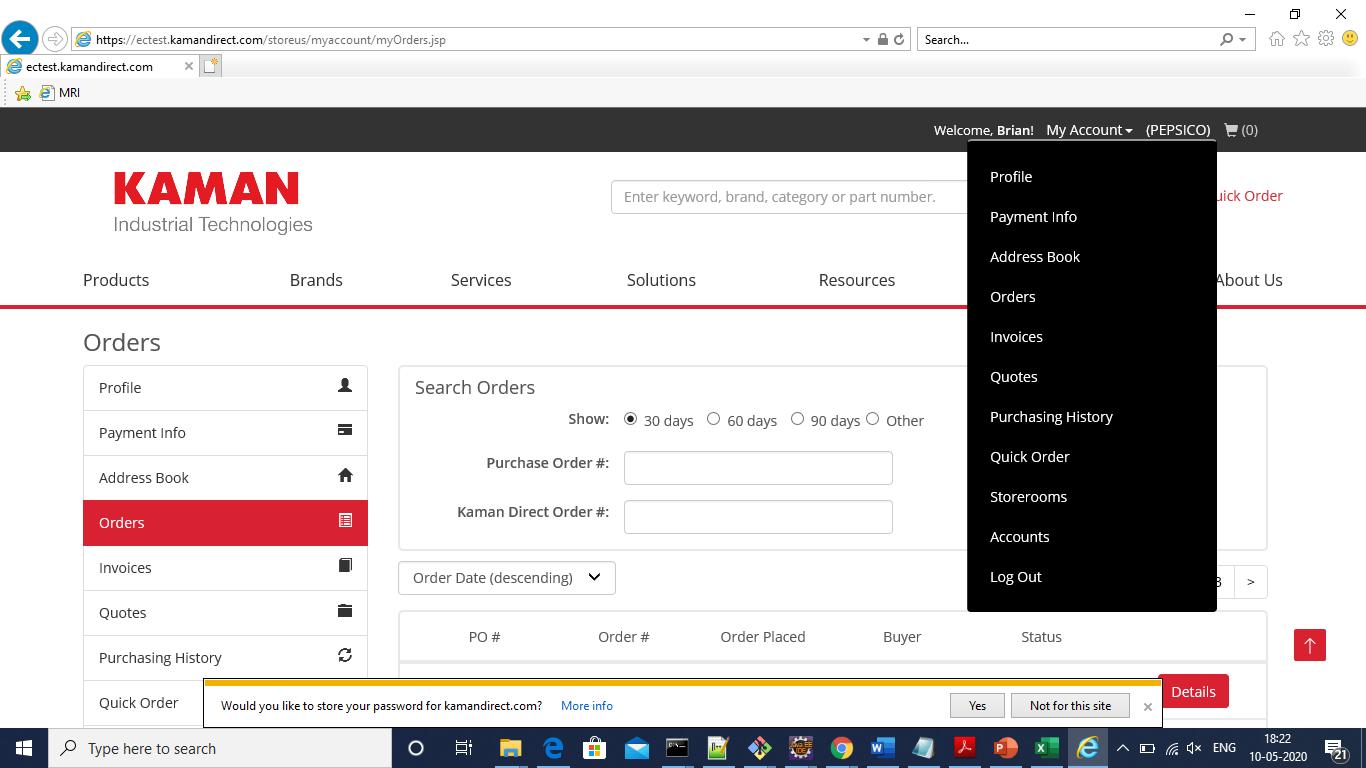 https://ectest.kamandirect.com/storeus/myaccount/myOrders.jsp
Search...
ectest.kamandirect.com
MRI
Welcome, Brian! My Account (PEPSICO) (0)
KAMAN
Industrial Technologies
Enter keyword, brand, category or part number.
uick Order
Products Brands Services Solutions Resources About Us
Profile
Payment Info
Address Book
Orders
Invoices
Quotes
Purchasing History
Quick Order
Storerooms
Accounts
Log Out
Orders
Profile
Payment Info
Address Book
Orders
Invoices
Quotes
Purchasing History
Quick Order
Search Orders
Show: 30 days 60 days 90 days Other
Purchase Order #:
Kaman Direct Order #:
Order Date (descending)
3 >
PO # Order # Order Placed Buyer Status
Details
Would you like to store your password for kamandirect.com? More info Yes Not for this site
Type here to search
ENG
18:22
10-05-2020
21